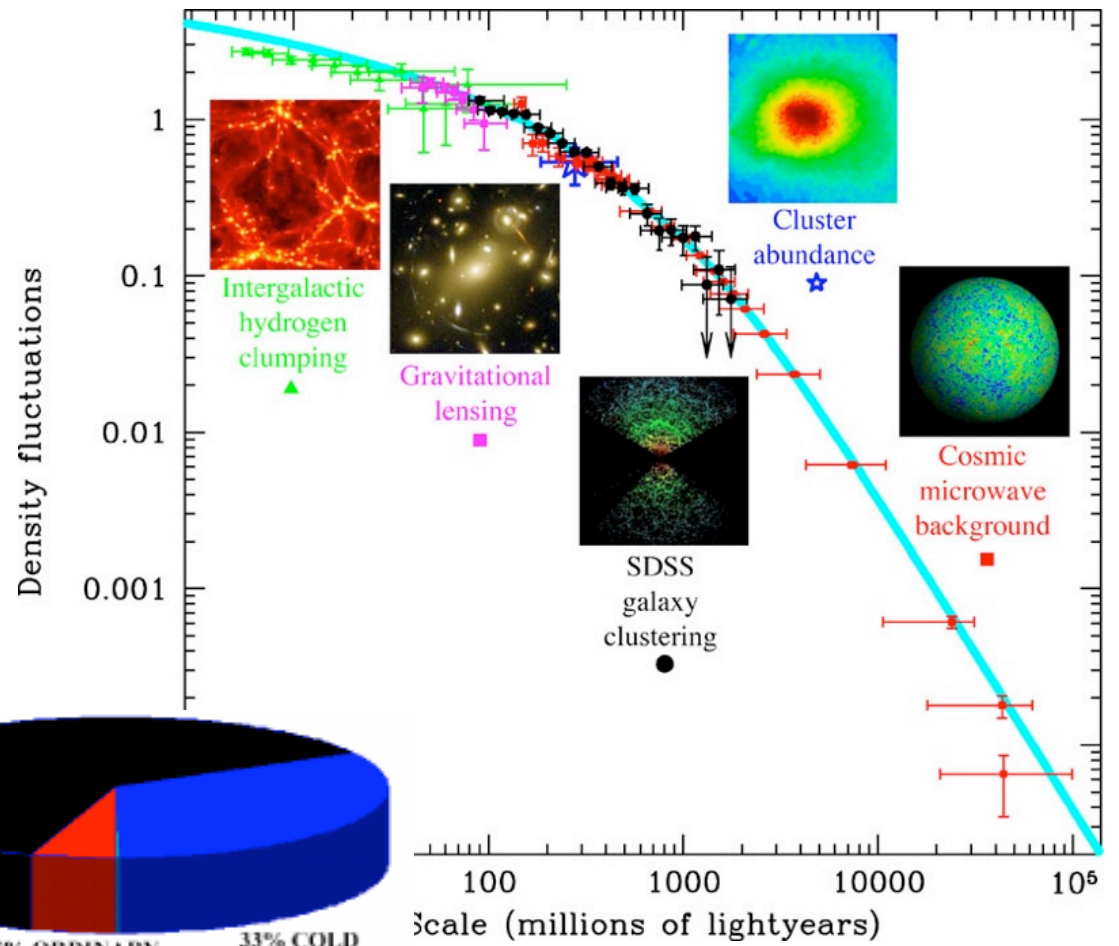 1
0.1
0.01
0.001
Density fluctuations
Intergalactic
hydrogen
clumping
Gravitational
lensing
SDSS
galaxy
clustering
Cluster
abundance
Cosmic
microwave
background
100
1000
10000
10⁵
Scale (millions of lightyears)
33% COLD